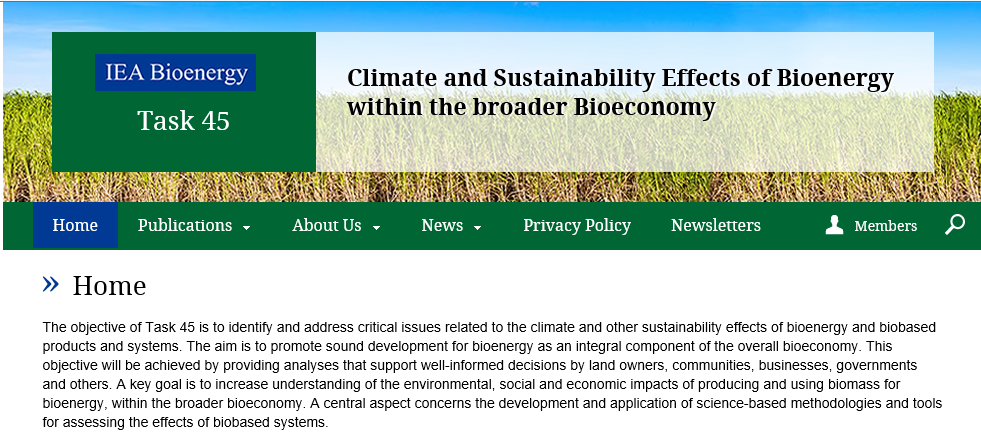 IEA Bioenergy
Task 45
Climate and Sustainability Effects of Bioenergy
within the broader Bioeconomy
Home Publications About Us News Privacy Policy Newsletters Members
» Home
The objective of Task 45 is to identify and address critical issues related to the climate and other sustainability effects of bioenergy and biobased
products and systems. The aim is to promote sound development for bioenergy as an integral component of the overall bioeconomy. This
objective will be achieved by providing analyses that support well-informed decisions by land owners, communities, businesses, governments
and others. A key goal is to increase understanding of the environmental, social and economic impacts of producing and using biomass for
bioenergy, within the broader bioeconomy. A central aspect concerns the development and application of science-based methodologies and tools
for assessing the effects of biobased systems.